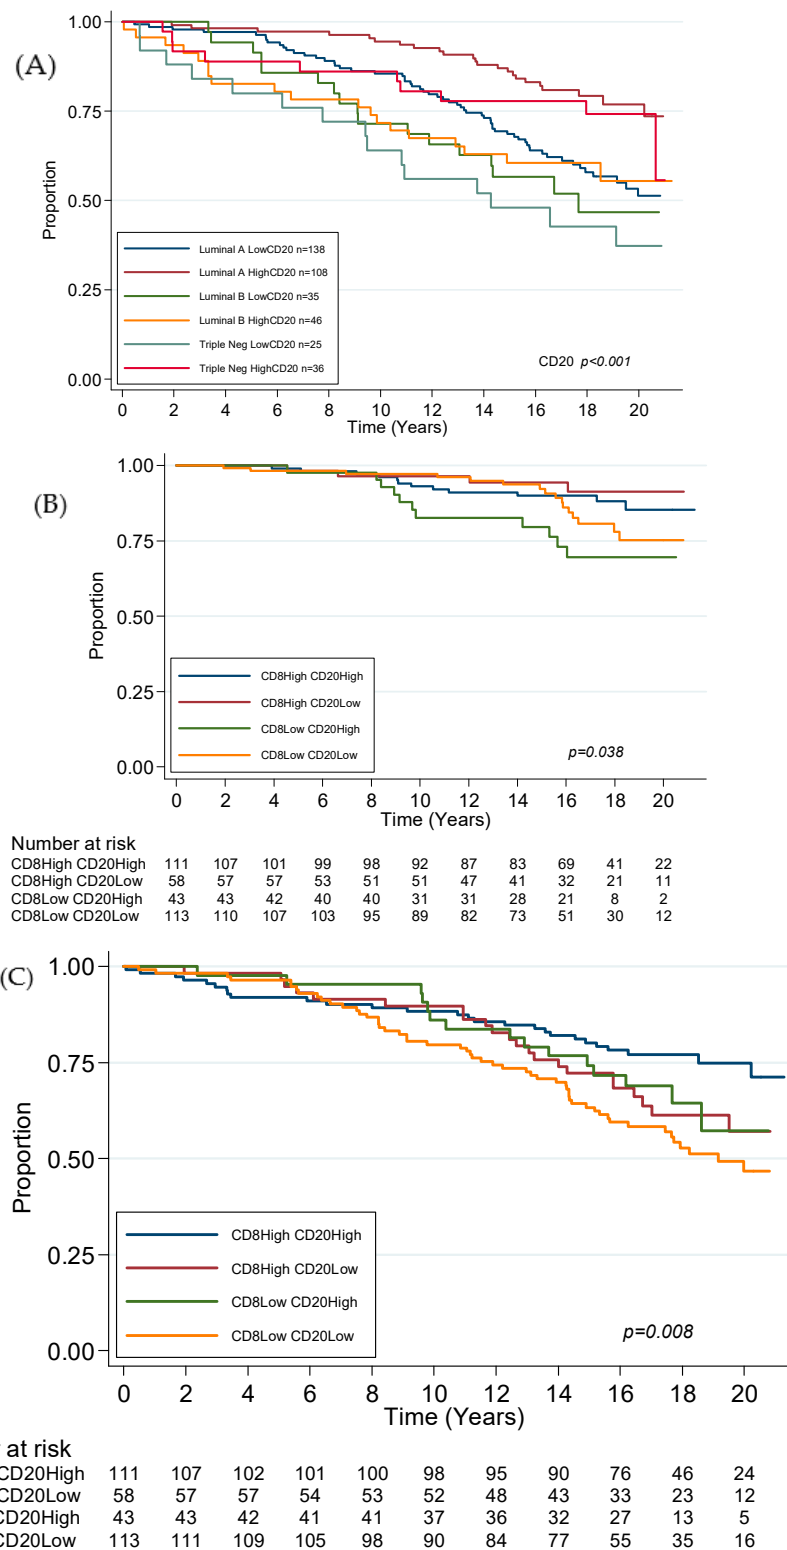 (A)
1.00
0.75
0.50
0.25
0.00
Proportion
Luminal A LowCD20 n=138
Luminal A HighCD20 n=108
Luminal B LowCD20 n=35
Luminal B HighCD20 n=46
Triple Neg LowCD20 n=25
Triple Neg HighCD20 n=36
CD20 p<0.001
0 2 4 6 8 10 12 14 16 18 20
Time (Years)
(B)
1.00
0.75
0.50
0.25
0.00
Proportion
CD8High CD20High
CD8High CD20Low
CD8Low CD20High
CD8Low CD20Low
p=0.038
0 2 4 6 8 10 12 14 16 18 20
Time (Years)
Number at risk
CD8High CD20High 111 107 101 99 98 92 87 83 69 41 22
CD8High CD20Low 58 57 57 53 51 51 47 41 32 21 11
CD8Low CD20High 43 43 42 40 40 31 31 28 21 8 2
CD8Low CD20Low 113 110 107 103 95 89 82 73 51 30 12
(C)
1.00
0.75
0.50
0.25
0.00
Proportion
CD8High CD20High
CD8High CD20Low
CD8Low CD20High
CD8Low CD20Low
p=0.008
0 2 4 6 8 10 12 14 16 18 20
Time (Years)
at risk
CD20High 111 107 102 101 100 98 95 90 76 46 24
CD20Low 58 57 57 54 53 52 48 43 33 23 12
CD20High 43 43 42 41 41 37 36 32 27 13 5
CD20Low 113 111 109 105 98 90 84 77 55 35 16